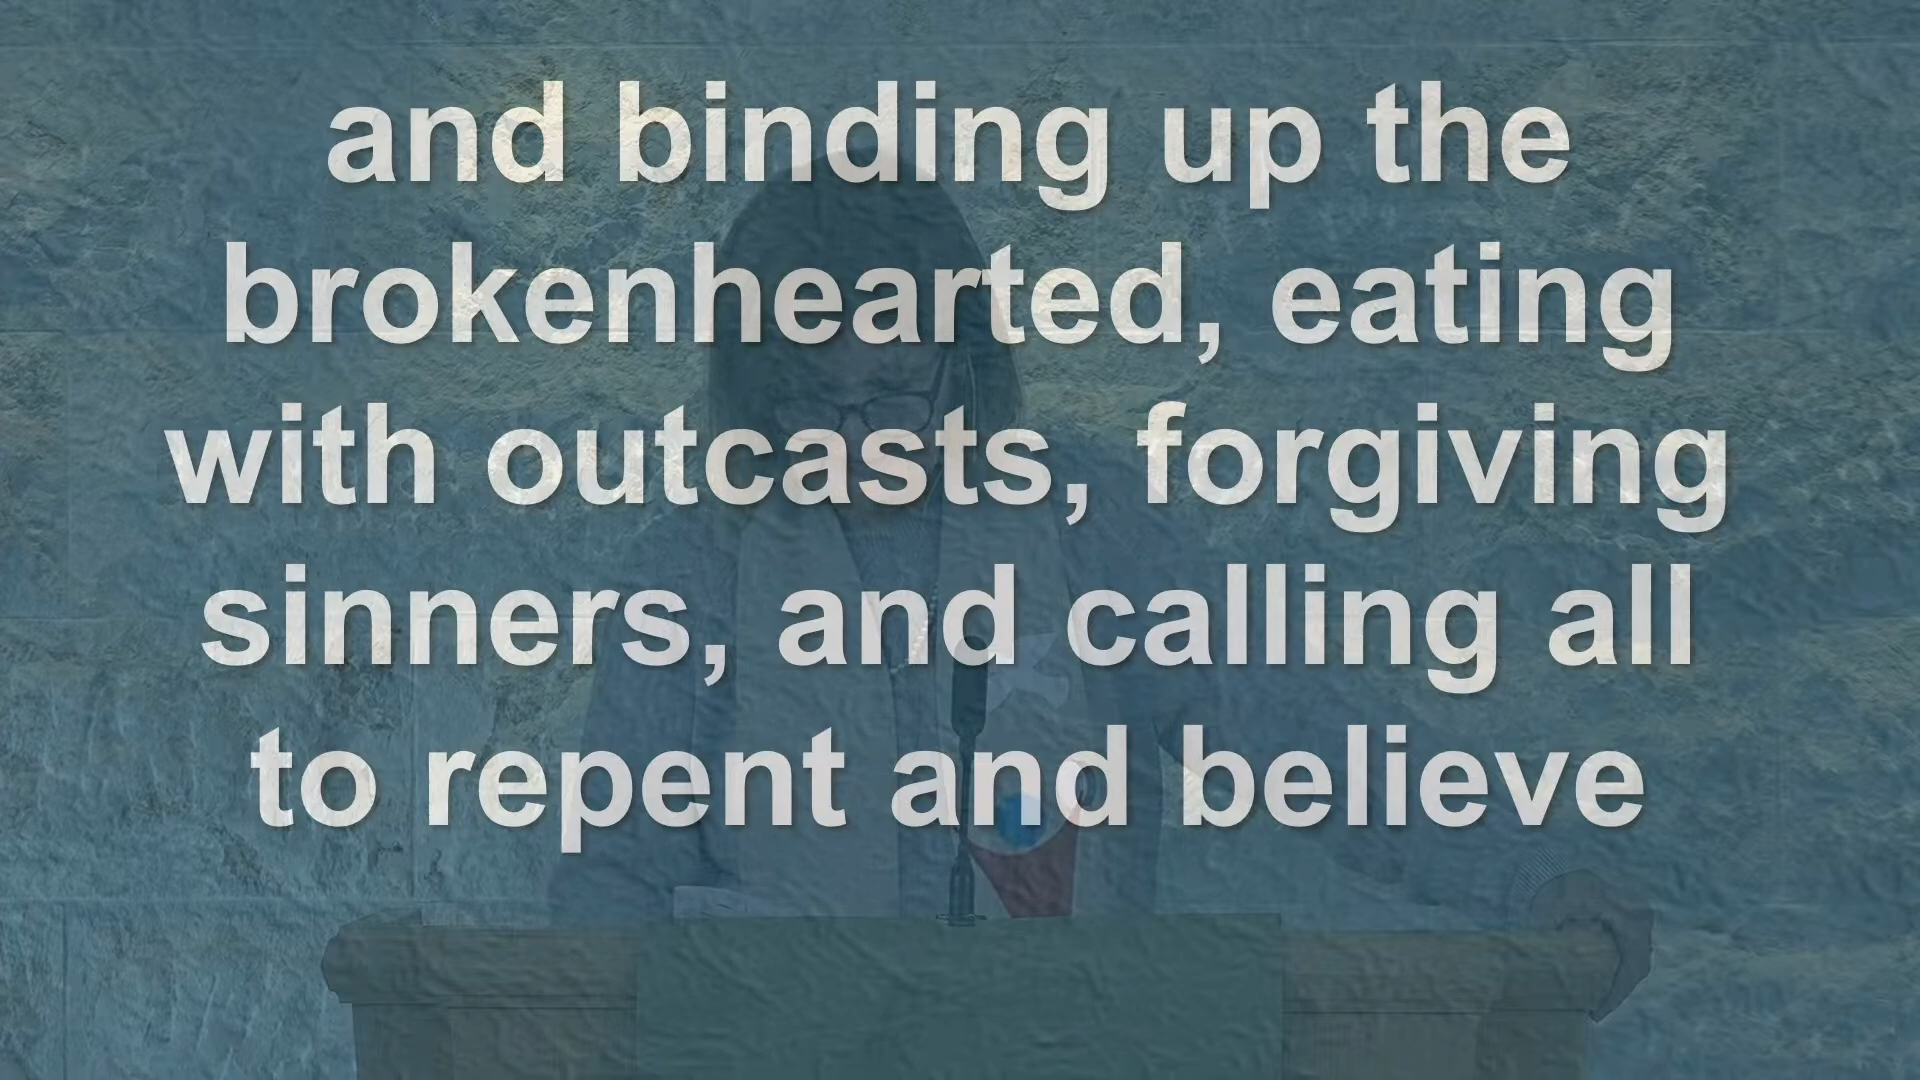 and binding up the
brokenhearted, eating
with outcasts, forgiving
sinners, and calling all
to repent and believe